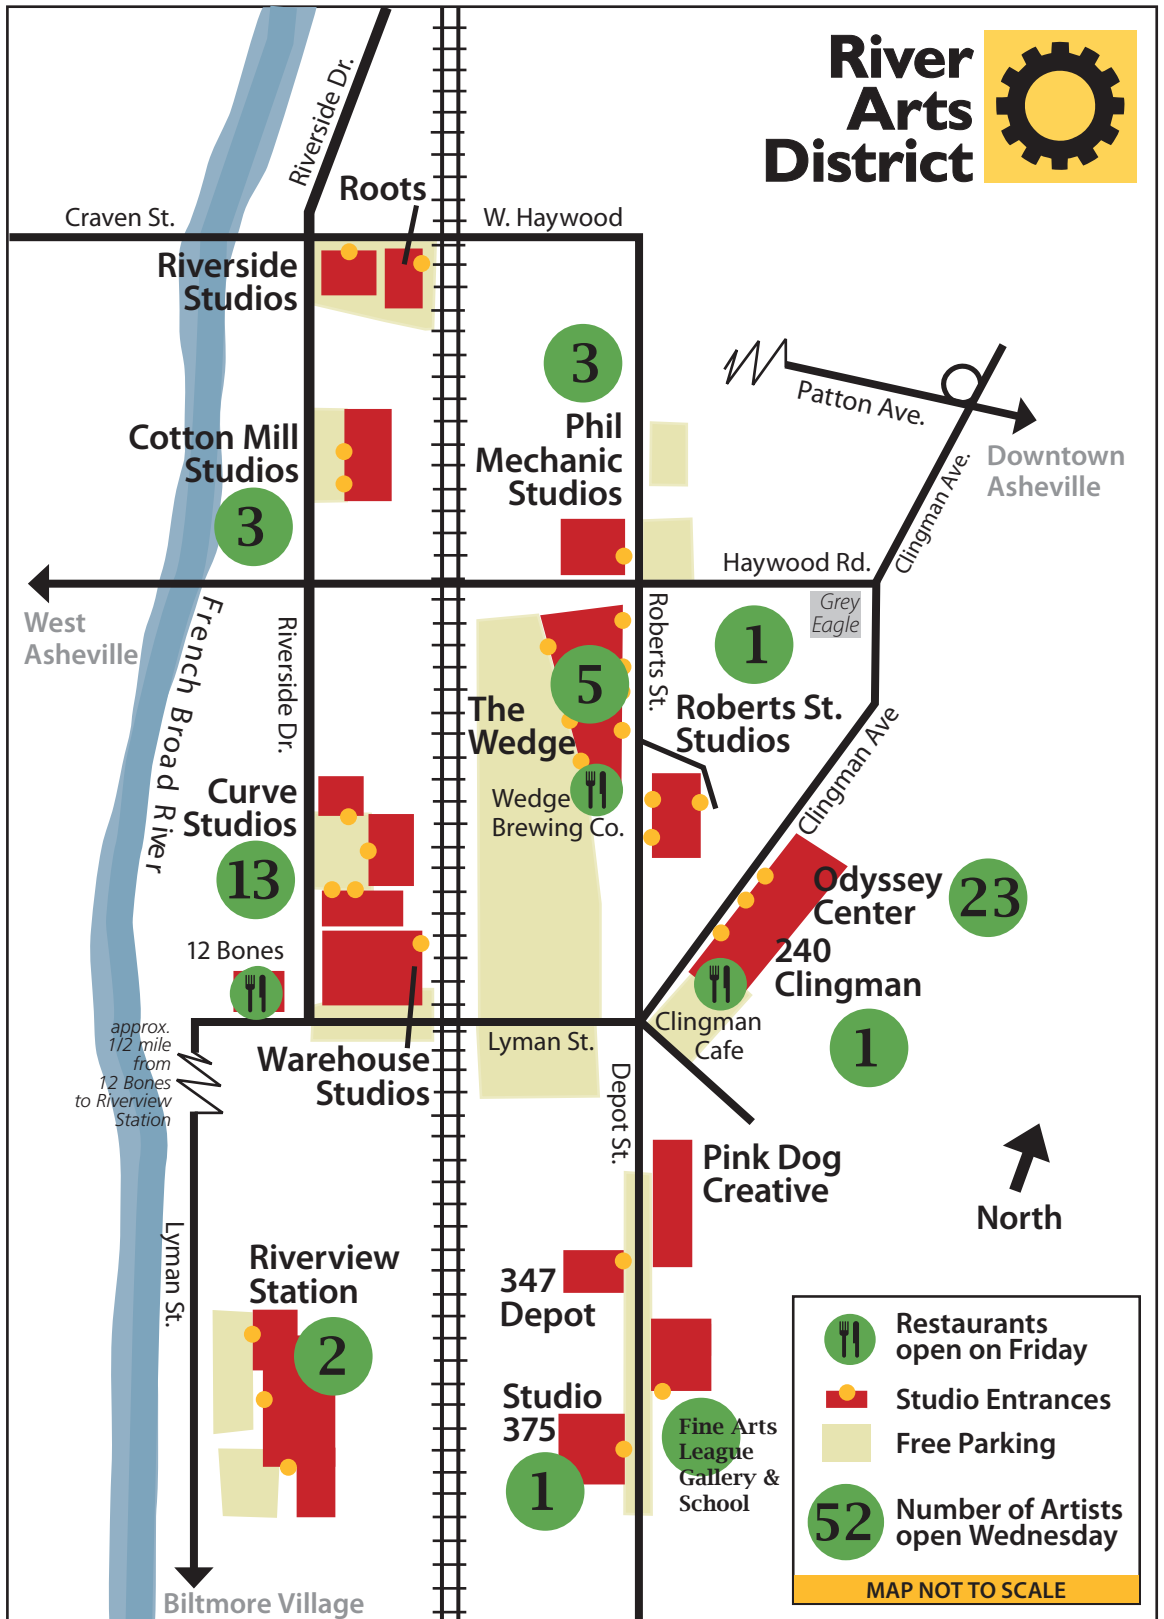 River
Arts
District
Riverside Dr.
Roots
Craven St.
W. Haywood
Riverside
Studios
3
Phil
Mechanic
Studios
Patton Ave.
Cotton Mill
Studios
3
Downtown
Asheville
Clingman Ave.
Haywood Rd.
West
Asheville
French Broad River
Riverside Dr.
Roberts St.
Grey
Eagle
1
5
The
Wedge
Roberts St.
Studios
Clingman Ave
Wedge
Brewing Co.
Curve
Studios
13
Odyssey
Center
23
12 Bones
240
Clingman
1
Clingman
Cafe
approx.
1/2 mile
from
12 Bones
to Riverview
Station
Lyman St.
Warehouse
Studios
Depot St.
Pink Dog
Creative
North
Lyman St.
Riverview
Station
2
347
Depot
Studio
375
1
Fine Arts
League
Gallery &
School
Restaurants
open on Friday
Studio Entrances
Free Parking
52
Number of Artists
open Wednesday
MAP NOT TO SCALE
Biltmore Village